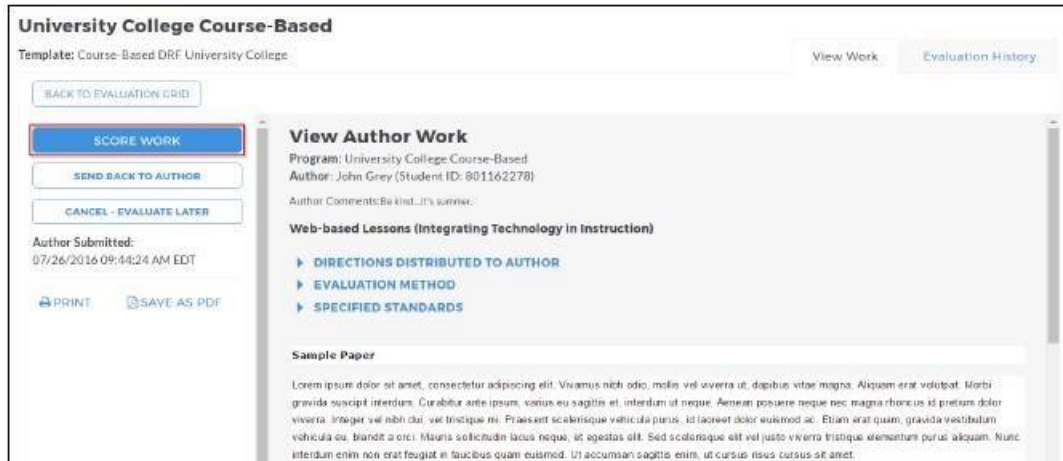 University College Course-Based
Template: Course-Based DRF University College
View Work
Evaluation History
BACK TO EVALUATION GRID
SCORE WORK
SEND BACK TO AUTHOR
CANCEL - EVALUATE LATER
Author Submitted:
07/26/2016 09:44:24 AM EDT
PRINT
SAVE AS PDF
View Author Work
Program: University College Course-Based
Author: John Grey (Student ID: 801162278)
Author Comments:Be kind...it's summer.
Web-based Lessons (Integrating Technology in Instruction)
DIRECTIONS DISTRIBUTED TO AUTHOR
EVALUATION METHOD
SPECIFIED STANDARDS
Sample Paper
Lorem ipsum dolor sit amet, consectetur adipiscing elit. Vivamus nibh odio, mollis vel viverra ut, dapibus vitae magna. Aliquam erat volutpat. Morbi
gravida suscipit interdum. Curabitur ante ipsum, varius eu sagittis et, interdum ut neque. Aenean posuere neque nec magna rhoncus id pretium dolor
viverra. Integer vel nibh dui, vel tristique mi. Praesent scelerisque vehicula purus, id laoreet dolor euismod ac. Etiam erat quam, gravida vestibulum
vehicula eu, blandit a orci. Mauris sollicitudin lacus neque, et egestas elit. Sed scelerisque elit vel justo viverra tristique elementum purus aliquam. Nunc
interdum enim non erat feugiat in faucibus quam euismod. Ut accumsan sagittis enim, ut cursus risus cursus sit amet.